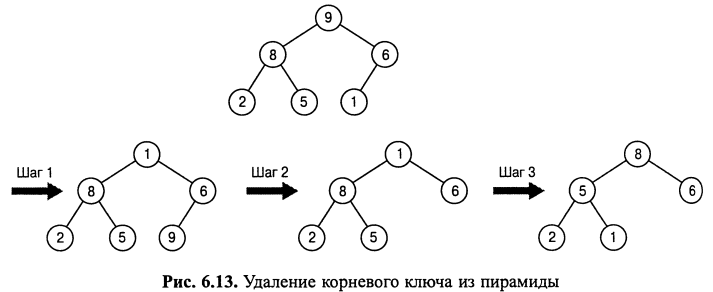 9
8 6
2 5 1
Шаг 1
1
8 6
2 5 9
Шаг 2
1
8 6
2 5
Шаг 3
8
5 6
2 1
Рис. 6.13. Удаление корневого ключа из пирамиды